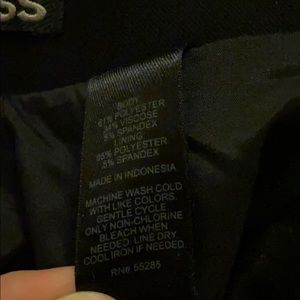 SS
BODY
61% POLYESTER
34% VISCOSE
5% SPANDEX
LINING
95% POLYESTER
5% SPANDEX
MADE IN INDONESIA
MACHINE WASH COLD
WITH LIKE COLORS.
GENTLE CYCLE
ONLY NON-CHLORINE
BLEACH WHEN
NEEDED. LINE DRY
COOL IRON IF NEEDED.
RN# 55285